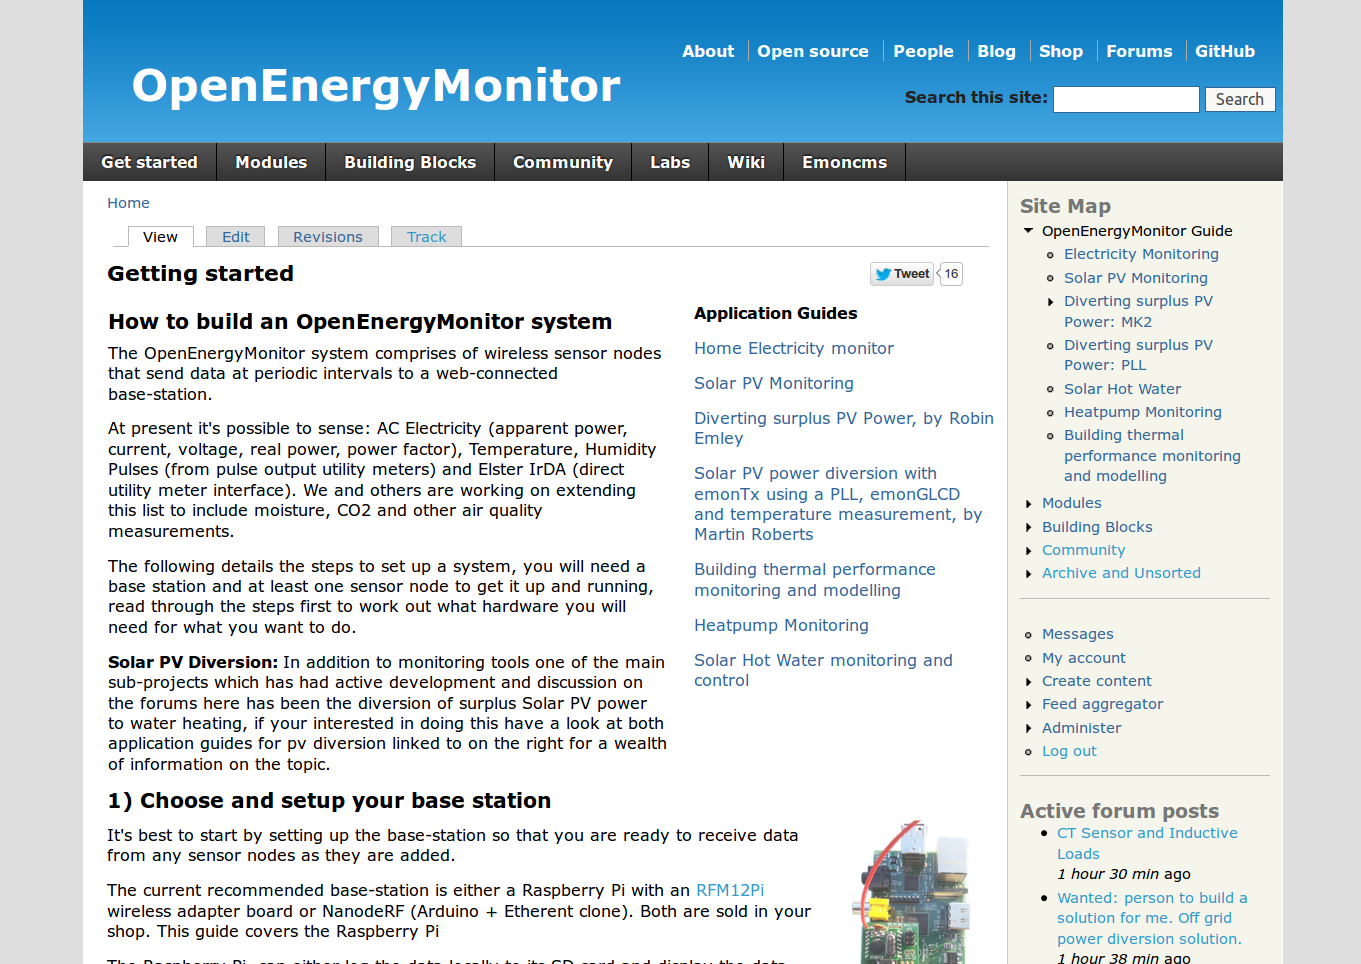 About
Open source
People
Blog
Shop
Forums
GitHub
OpenEnergyMonitor
Search this site:
Search
Get started
Modules
Building Blocks
Community
Labs
Wiki
Emoncms
Home
View
Edit
Revisions
Track
Getting started
Tweet
16
How to build an OpenEnergyMonitor system
The OpenEnergyMonitor system comprises of wireless sensor nodes
that send data at periodic intervals to a web-connected
base-station.
At present it's possible to sense: AC Electricity (apparent power,
current, voltage, real power, power factor), Temperature, Humidity
Pulses (from pulse output utility meters) and Elster IrDA (direct
utility meter interface). We and others are working on extending
this list to include moisture, CO2 and other air quality
measurements.
The following details the steps to set up a system, you will need a
base station and at least one sensor node to get it up and running,
read through the steps first to work out what hardware you will
need for what you want to do.
Solar PV Diversion: In addition to monitoring tools one of the main
sub-projects which has had active development and discussion on
the forums here has been the diversion of surplus Solar PV power
to water heating, if your interested in doing this have a look at both
application guides for pv diversion linked to on the right for a wealth
of information on the topic.
Application Guides
Home Electricity monitor
Solar PV Monitoring
Diverting surplus PV Power, by Robin
Emley
Solar PV power diversion with
emonTx using a PLL, emonGLCD
and temperature measurement, by
Martin Roberts
Building thermal performance
monitoring and modelling
Heatpump Monitoring
Solar Hot Water monitoring and
control
1) Choose and setup your base station
It's best to start by setting up the base-station so that you are ready to receive data
from any sensor nodes as they are added.
The current recommended base-station is either a Raspberry Pi with an RFM12Pi
wireless adapter board or NanodeRF (Arduino + Etherent clone). Both are sold in your
shop. This guide covers the Raspberry Pi
The Raspberry Pi, can either log the data locally to its SD card and display the data
Site Map
OpenEnergyMonitor Guide
Electricity Monitoring
Solar PV Monitoring
Diverting surplus PV
Power: MK2
Diverting surplus PV
Power: PLL
Solar Hot Water
Heatpump Monitoring
Building thermal
performance monitoring
and modelling
Modules
Building Blocks
Community
Archive and Unsorted
Messages
My account
Create content
Feed aggregator
Administer
Log out
Active forum posts
CT Sensor and Inductive
Loads
1 hour 30 min ago
Wanted: person to build a
solution for me. Off grid
power diversion solution.
1 hour 38 min ago